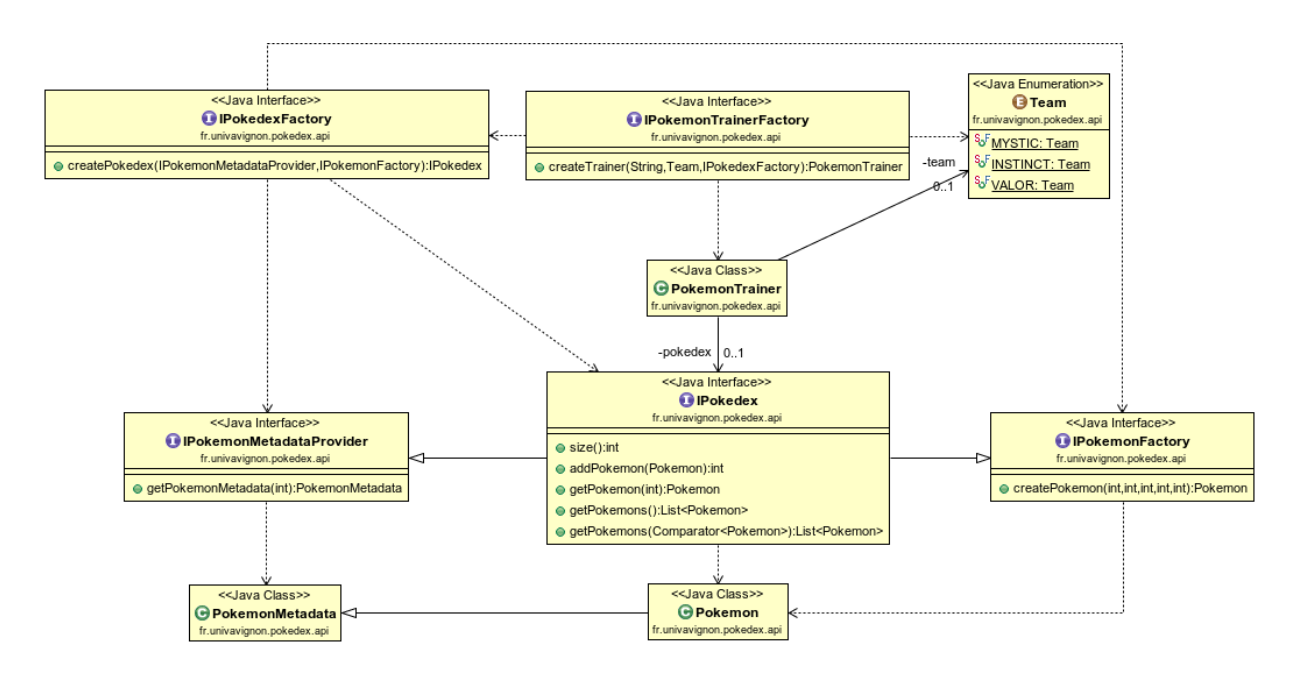 <<Java Interface>>
IPokedexFactory
fr.univavignon.pokedex.api
createPokedex(IPokemonMetadataProvider,IPokemonFactory):IPokedex
<<Java Interface>>
IPokemonTrainerFactory
fr.univavignon.pokedex.api
createTrainer(String,Team,IPokedexFactory):PokemonTrainer
<<Java Enumeration>>
Team
fr.univavignon.pokedex.api
MYSTIC: Team
INSTINCT: Team
VALOR: Team
-team
0..1
<<Java Class>>
PokemonTrainer
fr.univavignon.pokedex.api
-pokedex
0..1
<<Java Interface>>
IPokemonMetadataProvider
fr.univavignon.pokedex.api
getPokemonMetadata(int):PokemonMetadata
<<Java Interface>>
IPokedex
fr.univavignon.pokedex.api
size():int
addPokemon(Pokemon):int
getPokemon(int):Pokemon
getPokemons():List<Pokemon>
getPokemons(Comparator<Pokemon>):List<Pokemon>
<<Java Interface>>
IPokemonFactory
fr.univavignon.pokedex.api
createPokemon(int,int,int,int,int):Pokemon
<<Java Class>>
PokemonMetadata
fr.univavignon.pokedex.api
<<Java Class>>
Pokemon
fr.univavignon.pokedex.api